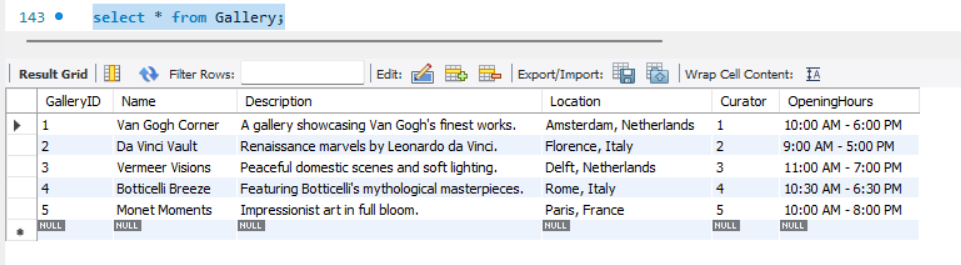 143 select * from Gallery;
Result Grid Filter Rows: Edit: Export/Import: Wrap Cell Content:
GalleryID Name Description Location Curator OpeningHours
1 Van Gogh Corner A gallery showcasing Van Gogh's finest works. Amsterdam, Netherlands 1 10:00 AM - 6:00 PM
2 Da Vinci Vault Renaissance marvels by Leonardo da Vinci. Florence, Italy 2 9:00 AM - 5:00 PM
3 Vermeer Visions Peaceful domestic scenes and soft lighting. Delft, Netherlands 3 11:00 AM - 7:00 PM
4 Botticelli Breeze Featuring Botticelli's mythological masterpieces. Rome, Italy 4 10:30 AM - 6:30 PM
5 Monet Moments Impressionist art in full bloom. Paris, France 5 10:00 AM - 8:00 PM
NULL NULL NULL NULL NULL NULL